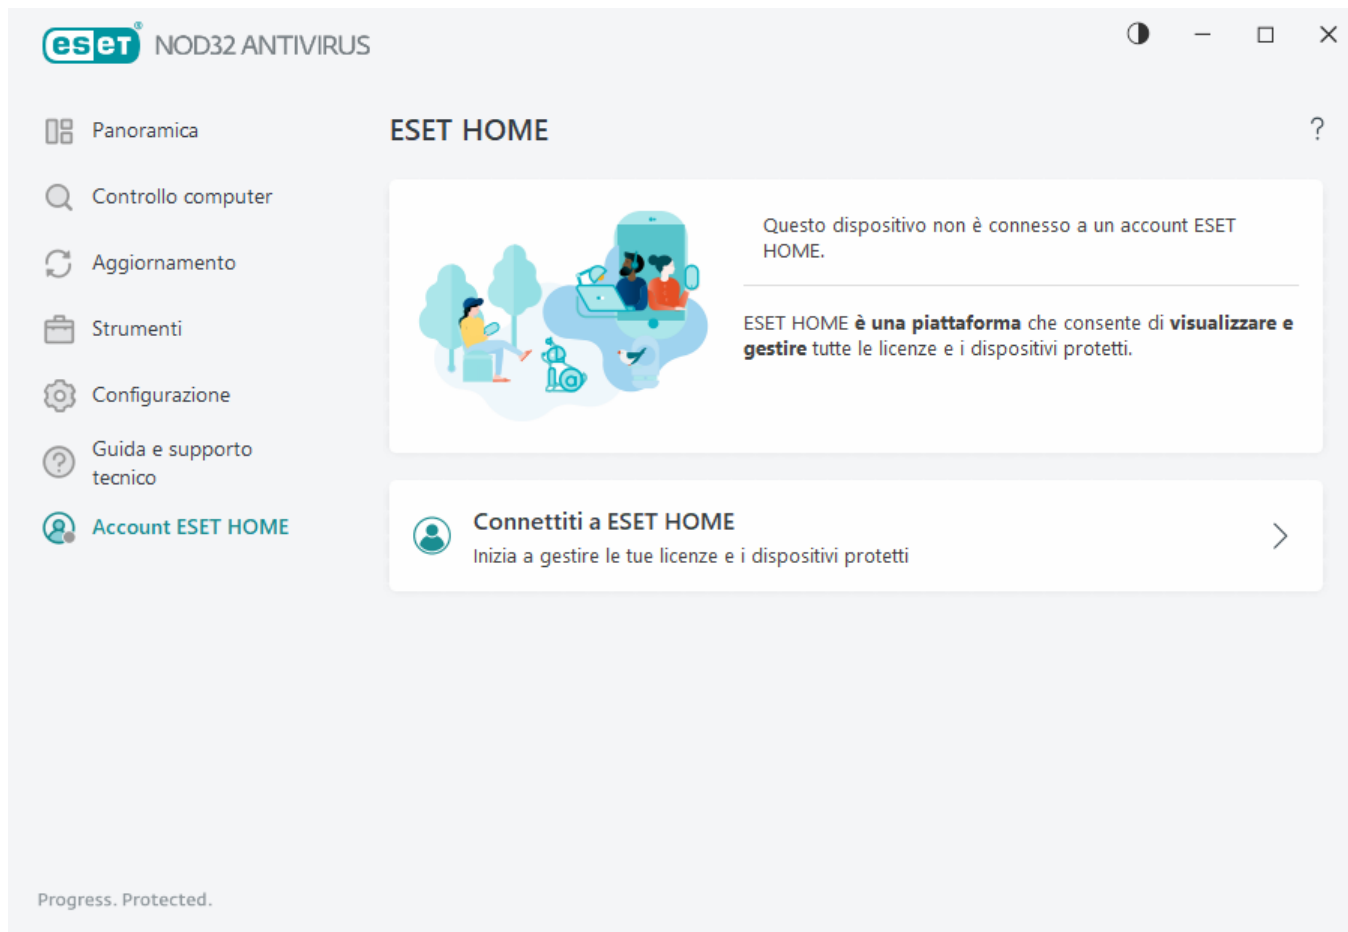 eset® NOD32 ANTIVIRUS
Panoramica
Controllo computer
Aggiornamento
Strumenti
Configurazione
Guida e supporto
tecnico
Account ESET HOME
ESET HOME
?
Questo dispositivo non è connesso a un account ESET
HOME.
ESET HOME è una piattaforma che consente di visualizzare e
gestire tutte le licenze e i dispositivi protetti.
Connettiti a ESET HOME
Inizia a gestire le tue licenze e i dispositivi protetti
Progress. Protected.